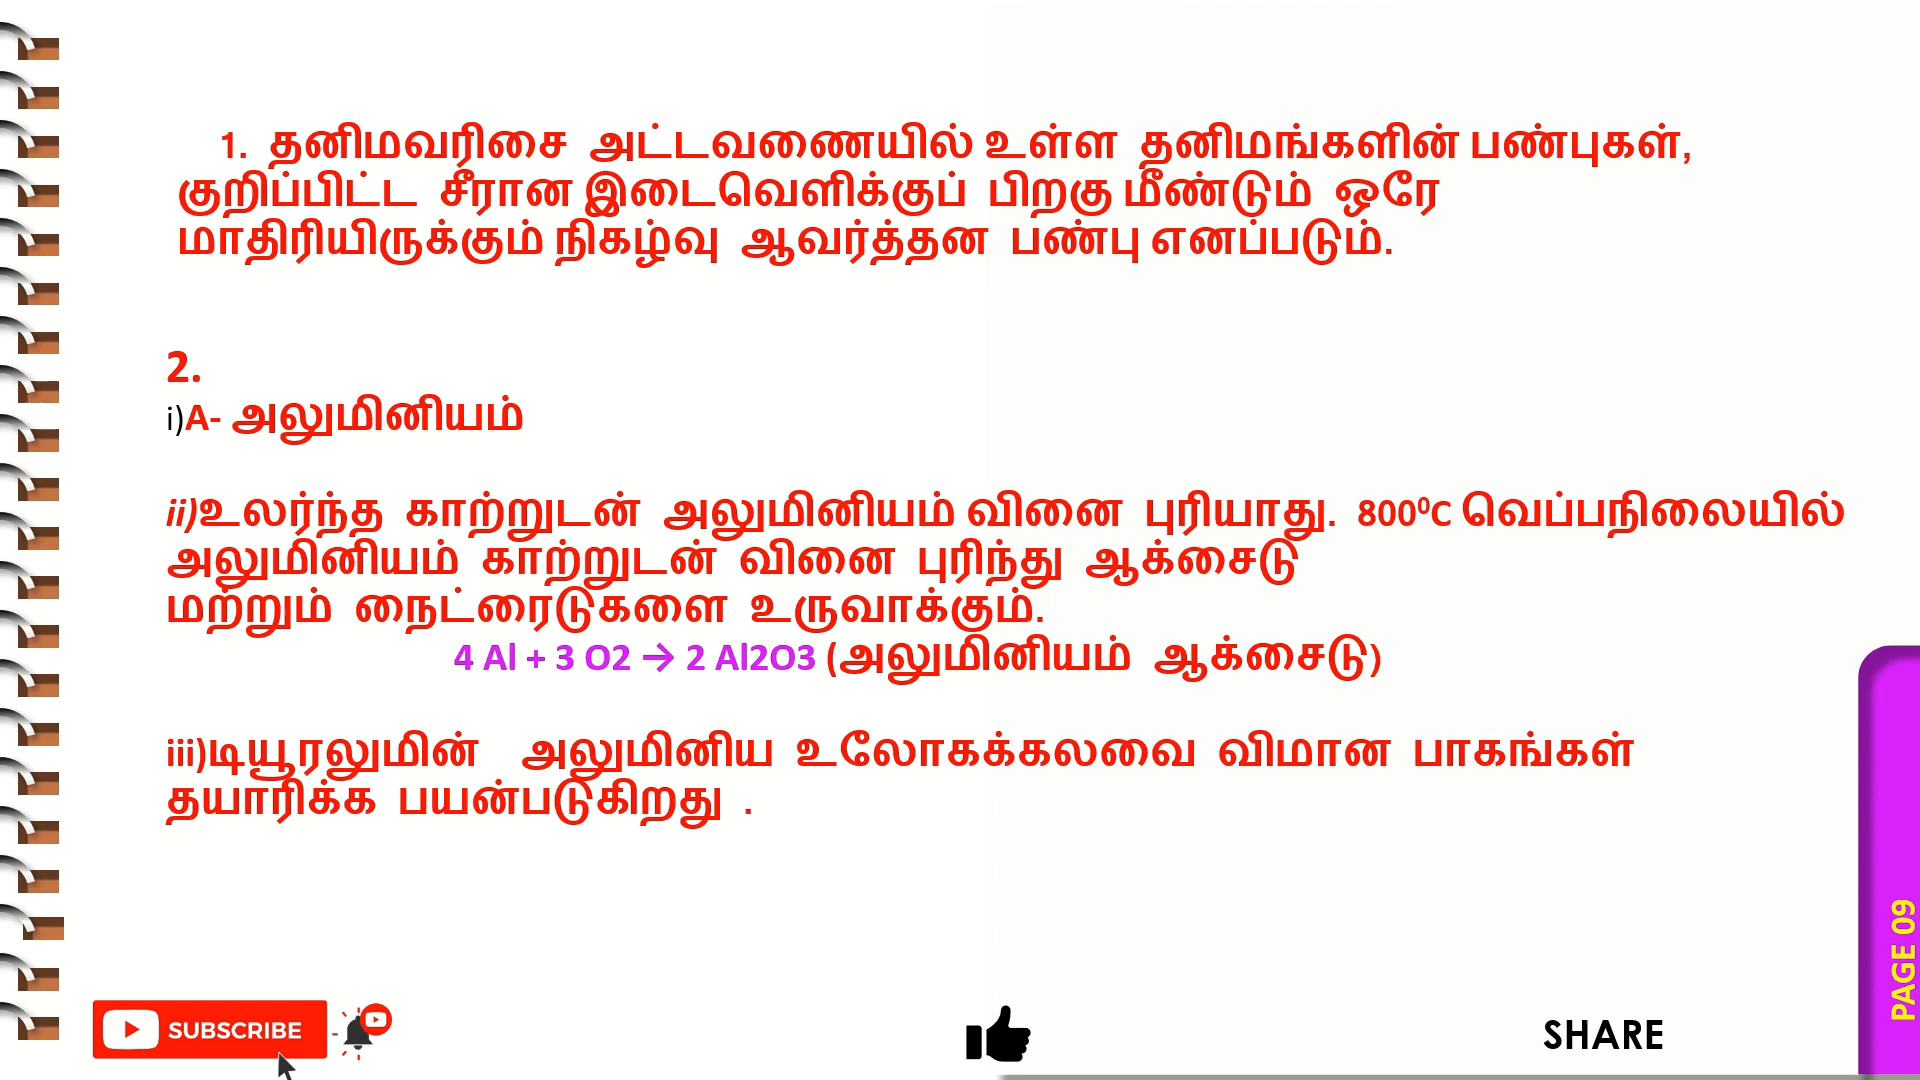 1. தனிமவரிசை அட்டவணையில் உள்ள தனிமங்களின் பண்புகள்,
குறிப்பிட்ட சீரான இடைவெளிக்குப் பிறகு மீண்டும் ஒரே
மாதிரியிருக்கும் நிகழ்வு ஆவர்த்தன பண்பு எனப்படும்.
2.
i)A- அலுமினியம்
ii)உலர்ந்த காற்றுடன் அலுமினியம் வினை புரியாது. 800⁰C வெப்பநிலையில்
அலுமினியம் காற்றுடன் வினை புரிந்து ஆக்சைடு
மற்றும் நைட்ரைடுகளை உருவாக்கும்.
4 Al + 3 O2 → 2 Al2O3 (அலுமினியம் ஆக்சைடு)
iii)டியூரலுமின் அலுமினிய உலோகக்கலவை விமான பாகங்கள்
தயாரிக்க பயன்படுகிறது .
PAGE 09
SUBSCRIBE
SHARE